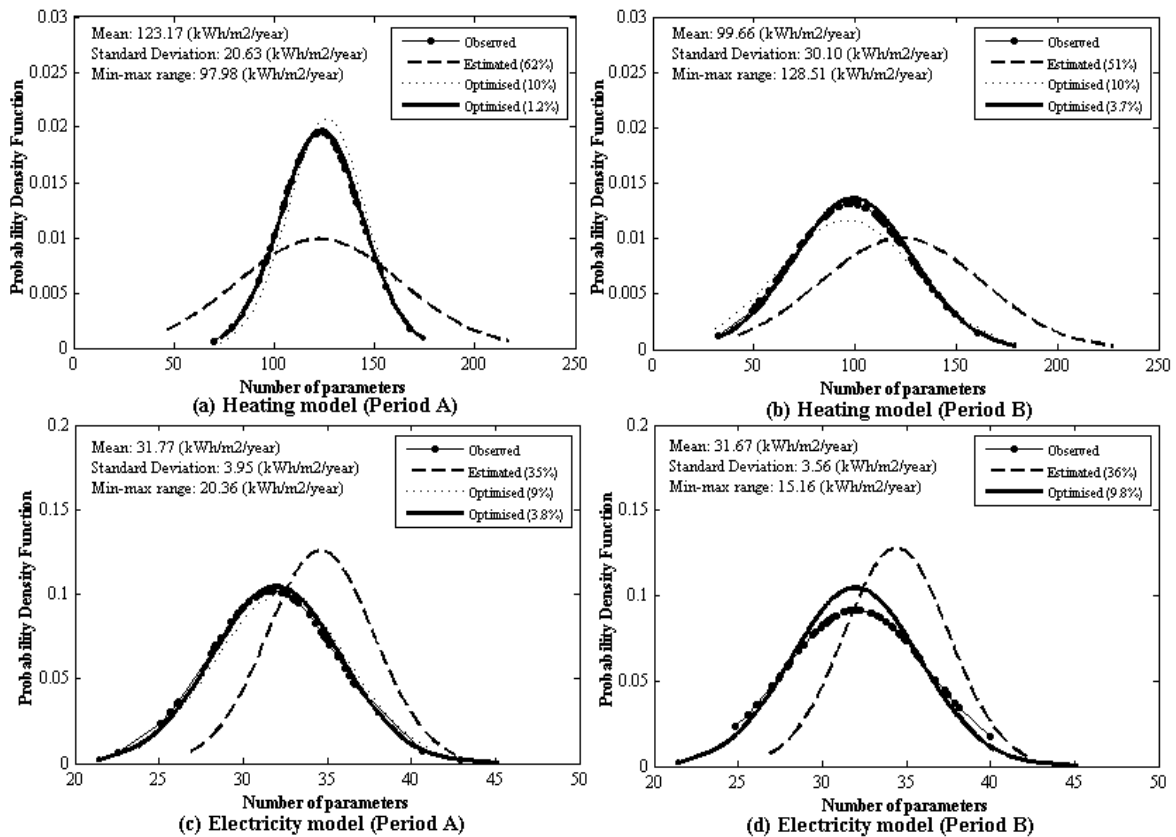 Mean: 123.17 (kWh/m2/year)
Standard Deviation: 20.63 (kWh/m2/year)
Min-max range: 97.98 (kWh/m2/year)
Observed
Estimated (62%)
Optimised (10%)
Optimised (1.2%)
Probability Density Function
0.03
0.025
0.02
0.015
0.01
0.005
0
50
100
150
200
250
Number of parameters
(a) Heating model (Period A)
Mean: 99.66 (kWh/m2/year)
Standard Deviation: 30.10 (kWh/m2/year)
Min-max range: 128.51 (kWh/m2/year)
Observed
Estimated (51%)
Optimised (10%)
Optimised (3.7%)
Probability Density Function
0.03
0.025
0.02
0.015
0.01
0.005
0
0
50
100
150
200
250
Number of parameters
(b) Heating model (Period B)
Mean: 31.77 (kWh/m2/year)
Standard Deviation: 3.95 (kWh/m2/year)
Min-max range: 20.36 (kWh/m2/year)
Observed
Estimated (35%)
Optimised (9%)
Optimised (3.8%)
Probability Density Function
0.2
0.15
0.1
0.05
0
20
25
30
35
40
45
50
Number of parameters
(c) Electricity model (Period A)
Mean: 31.67 (kWh/m2/year)
Standard Deviation: 3.56 (kWh/m2/year)
Min-max range: 15.16 (kWh/m2/year)
Observed
Estimated (36%)
Optimised (9.8%)
Probability Density Function
0.2
0.15
0.1
0.05
0
20
25
30
35
40
45
50
Number of parameters
(d) Electricity model (Period B)